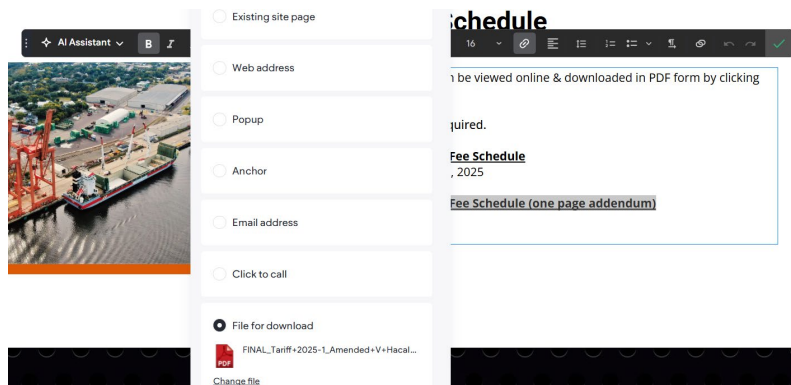 Existing site page
Schedule
AI Assistant
B I
16
Web address
n be viewed online & downloaded in PDF form by clicking
Popup
quired.
Fee Schedule
, 2025
Anchor
Fee Schedule (one page addendum)
Email address
Click to call
File for download
PDF
FINAL_Tariff+2025-1_Amended+V+Hacal...
Change file